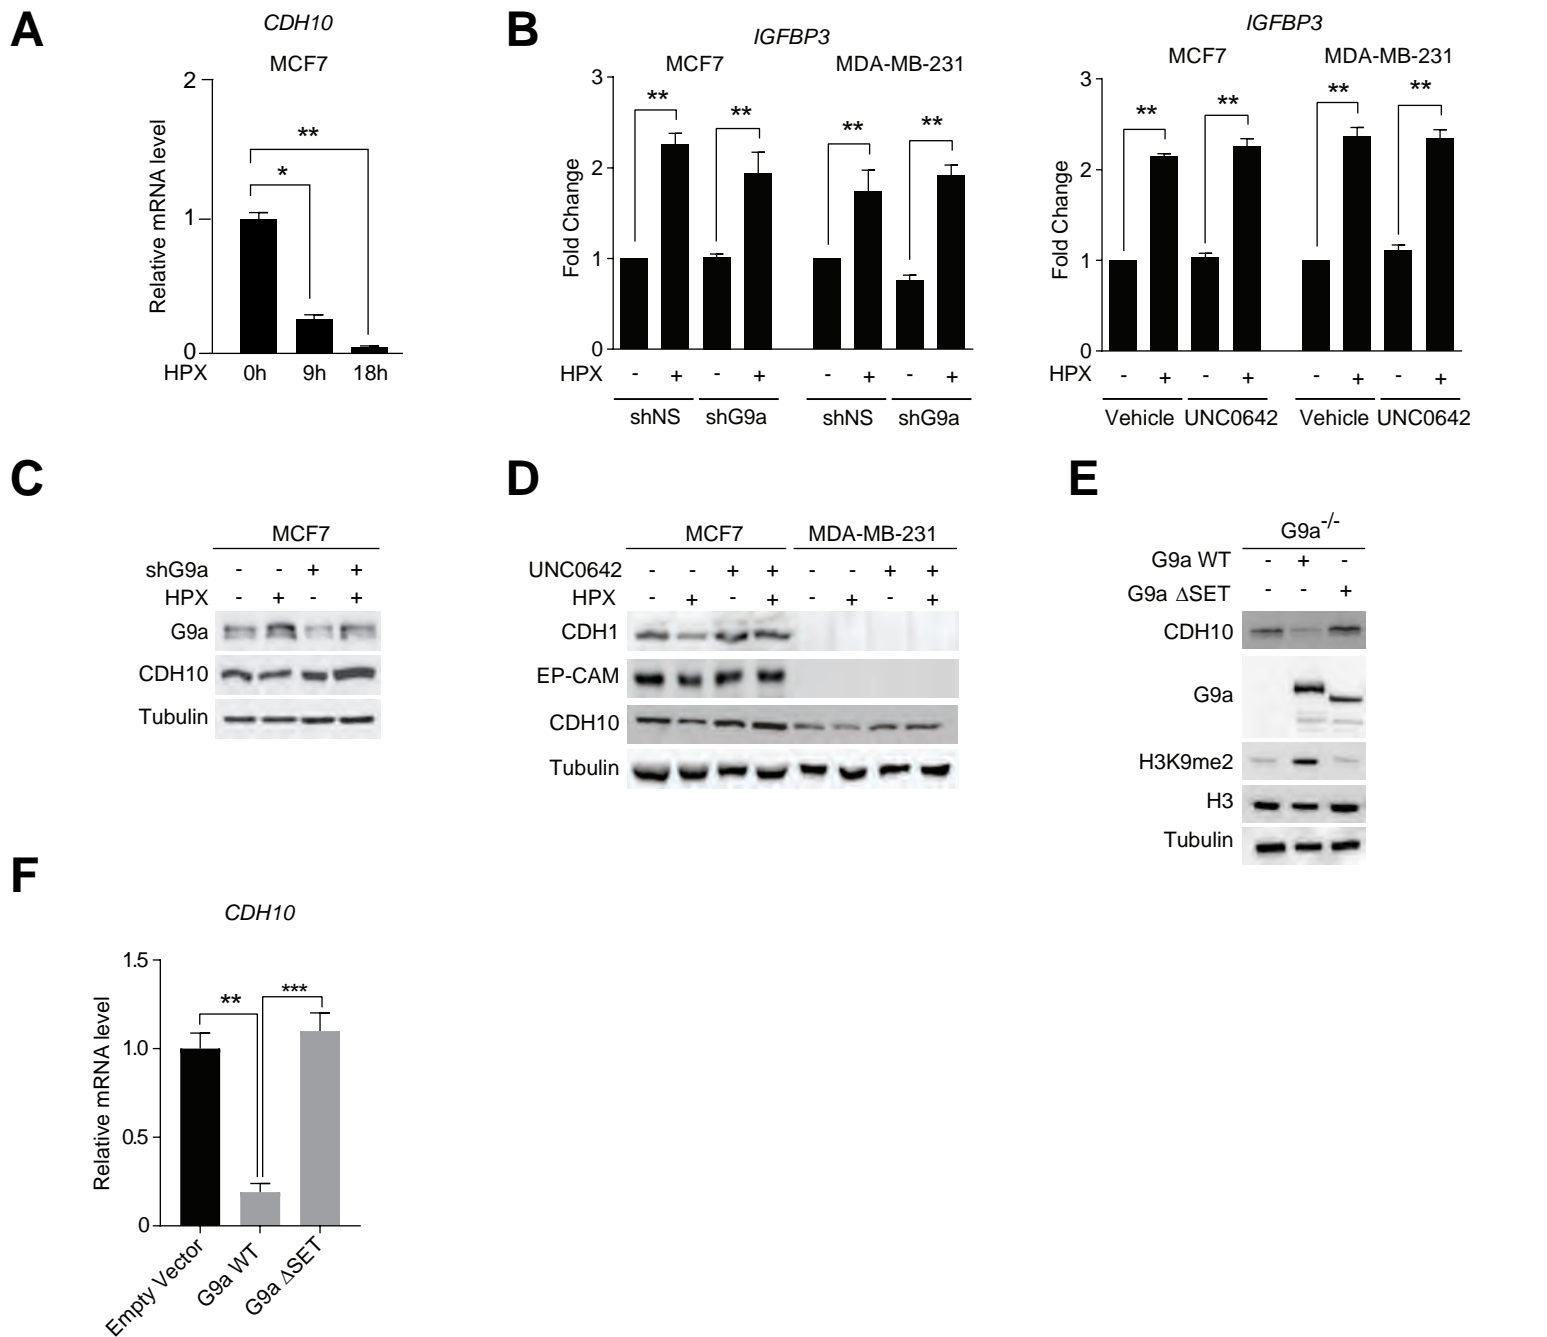 A
CDH10
MCF7
Relative mRNA level
2
1
0
**
*
HPX 0h 9h 18h
B
IGFBP3
MCF7 MDA-MB-231
Fold Change
3
2
1
0
** ** ** **
HPX - + - + - + - +
shNS shG9a shNS shG9a
IGFBP3
MCF7 MDA-MB-231
Fold Change
3
2
1
0
** ** ** **
HPX - + - + - + - +
Vehicle UNC0642 Vehicle UNC0642
C
MCF7
shG9a - - + +
HPX - + - +
G9a
CDH10
Tubulin
D
MCF7 MDA-MB-231
UNC0642 - - + + - - + +
HPX - + - + - + - +
CDH1
EP-CAM
CDH10
Tubulin
E
G9a-/-
G9a WT - + -
G9a ΔSET - - +
CDH10
G9a
H3K9me2
H3
Tubulin
F
CDH10
Relative mRNA level
1.5
1.0
0.5
0
** ***
Empty Vector
G9a WT
G9a ΔSET